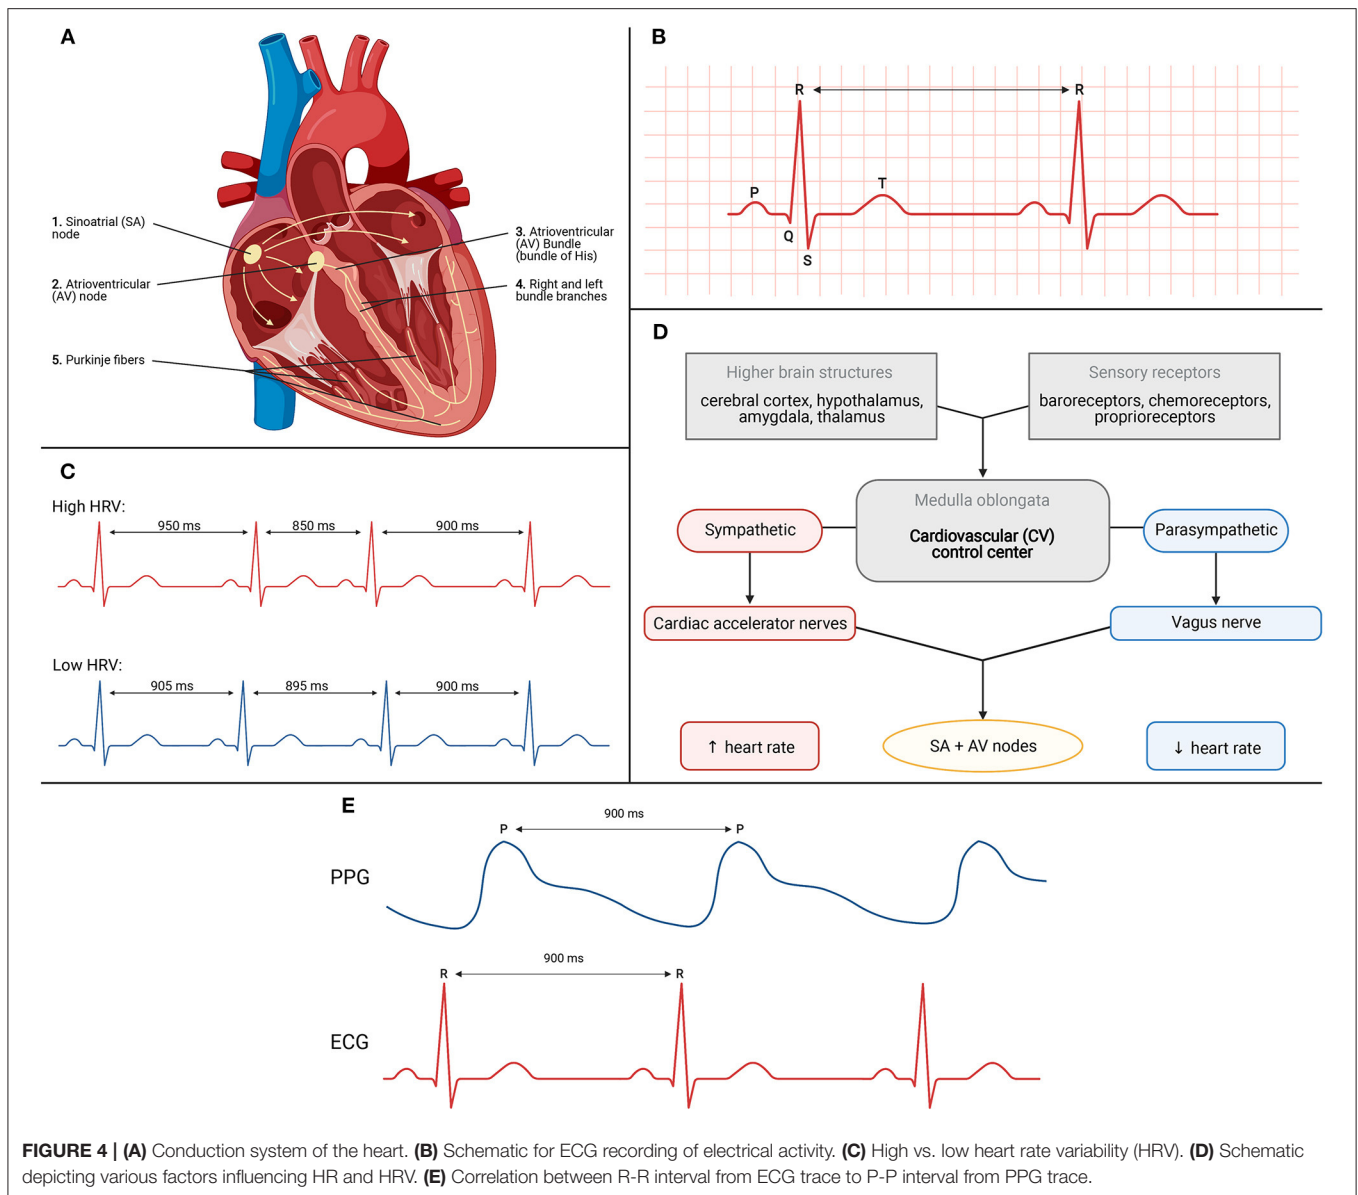 A
1. Sinoatrial (SA)
node
2. Atrioventricular
(AV) node
3. Atrioventricular
(AV) Bundle
(bundle of His)
4. Right and left
bundle branches
5. Purkinje fibers
B
R
R
P
T
Q
S
C
High HRV:
950 ms
850 ms
900 ms
Low HRV:
905 ms
895 ms
900 ms
D
Higher brain structures
cerebral cortex, hypothalamus,
amygdala, thalamus
Sensory receptors
baroreceptors, chemoreceptors,
proprioreceptors
Medulla oblongata
Cardiovascular (CV)
control center
Sympathetic
Parasympathetic
Cardiac accelerator nerves
Vagus nerve
↑ heart rate
SA + AV nodes
↓ heart rate
E
900 ms
P
P
PPG
900 ms
R
R
ECG
FIGURE 4 | (A) Conduction system of the heart. (B) Schematic for ECG recording of electrical activity. (C) High vs. low heart rate variability (HRV). (D) Schematic
depicting various factors influencing HR and HRV. (E) Correlation between R-R interval from ECG trace to P-P interval from PPG trace.